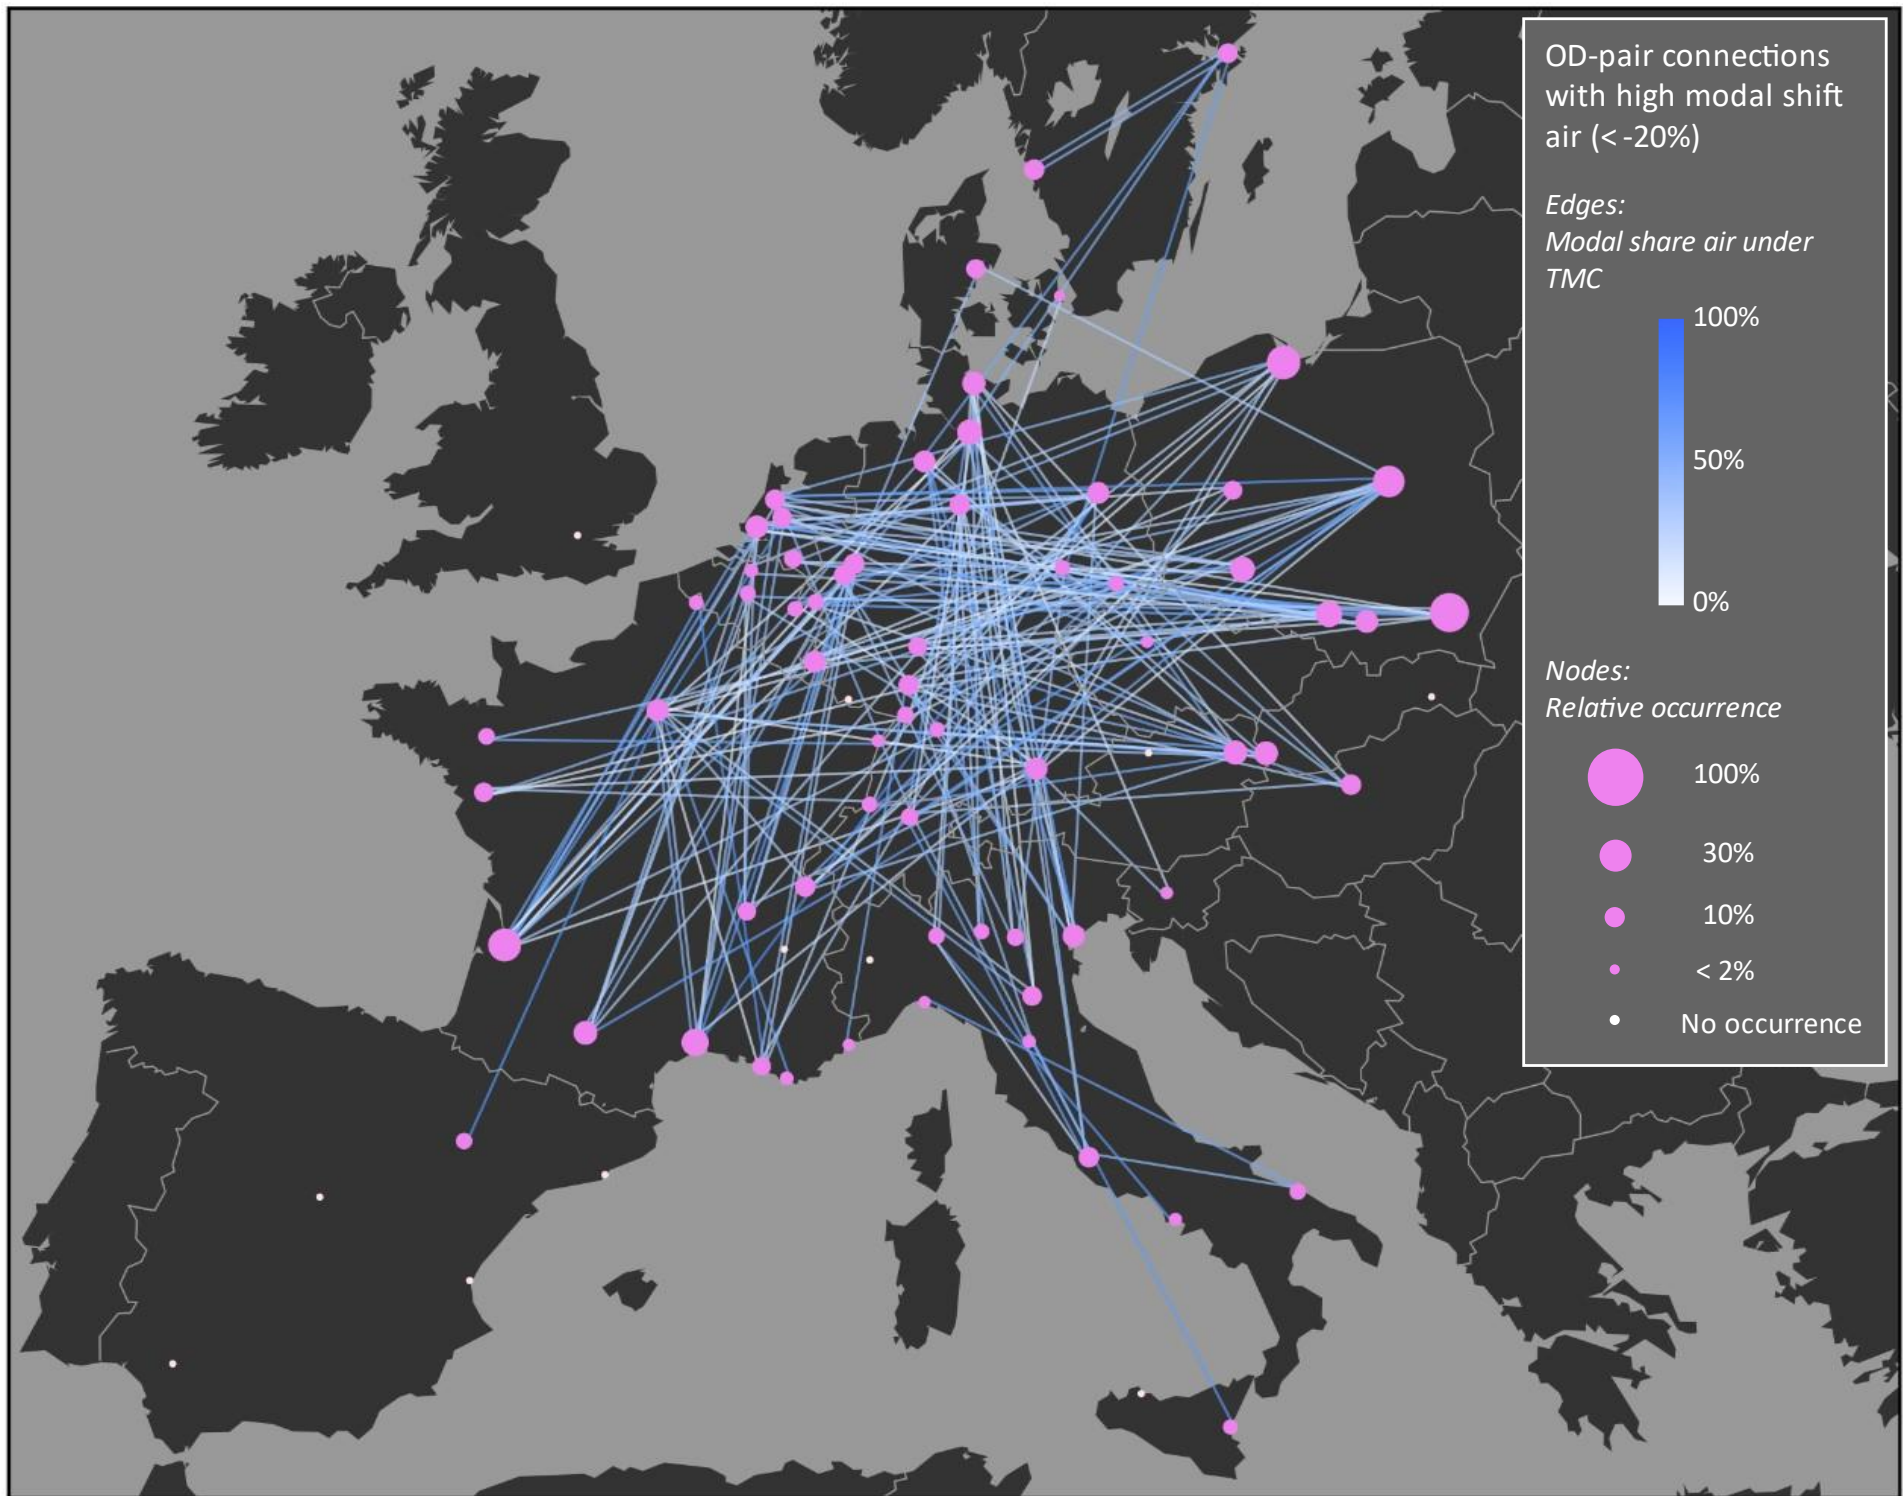 OD-pair connections
with high modal shift
air (< -20%)
Edges:
Modal share air under
TMC
100%
50%
0%
Nodes:
Relative occurrence
100%
30%
10%
< 2%
No occurrence